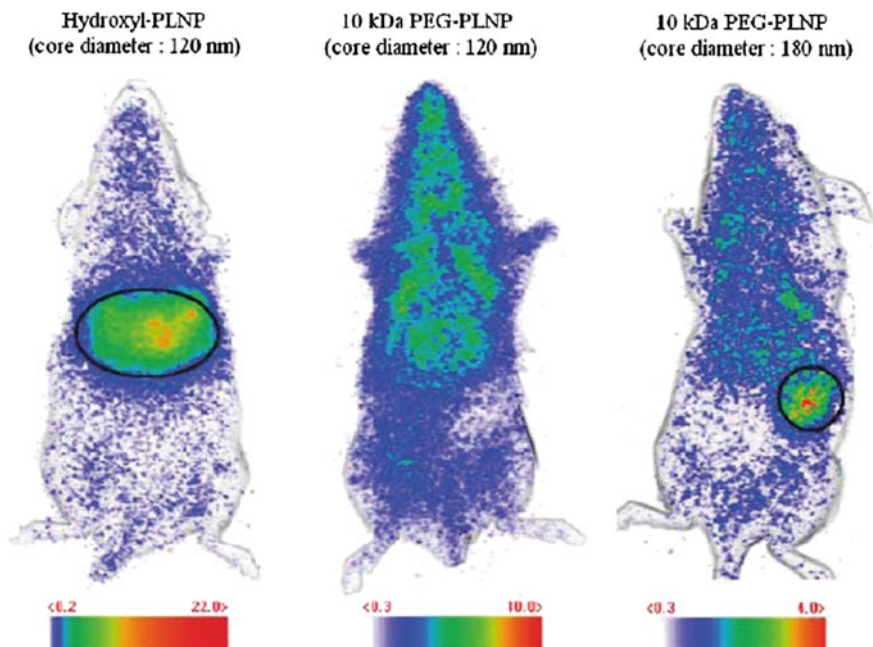 Hydroxyl-PLNP
(core diameter : 120 nm)
10 kDa PEG-PLNP
(core diameter : 120 nm)
10 kDa PEG-PLNP
(core diameter : 180 nm)
<0.2 22.0>
<0.3 10.0>
<0.3 4.0>